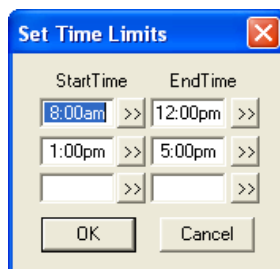 Set Time Limits
StartTime EndTime
8:00am >> 12:00pm >>
1:00pm >> 5:00pm >>
>> >>
OK Cancel